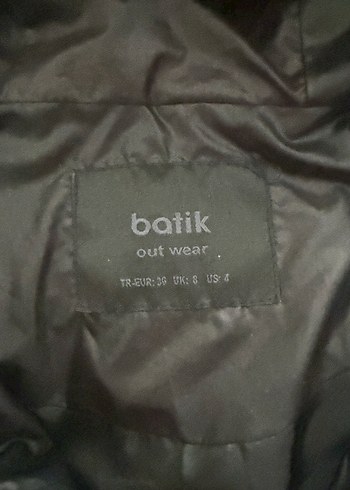 batik
out wear
TR-EUR: 36 UK: 8 US: 4